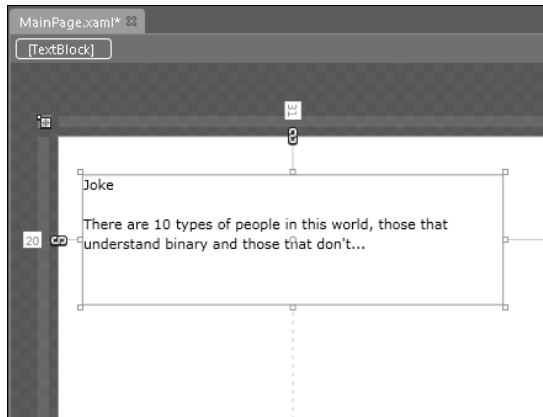 MainPage.xaml*
[TextBlock]
31
Joke
There are 10 types of people in this world, those that
20
understand binary and those that don't...